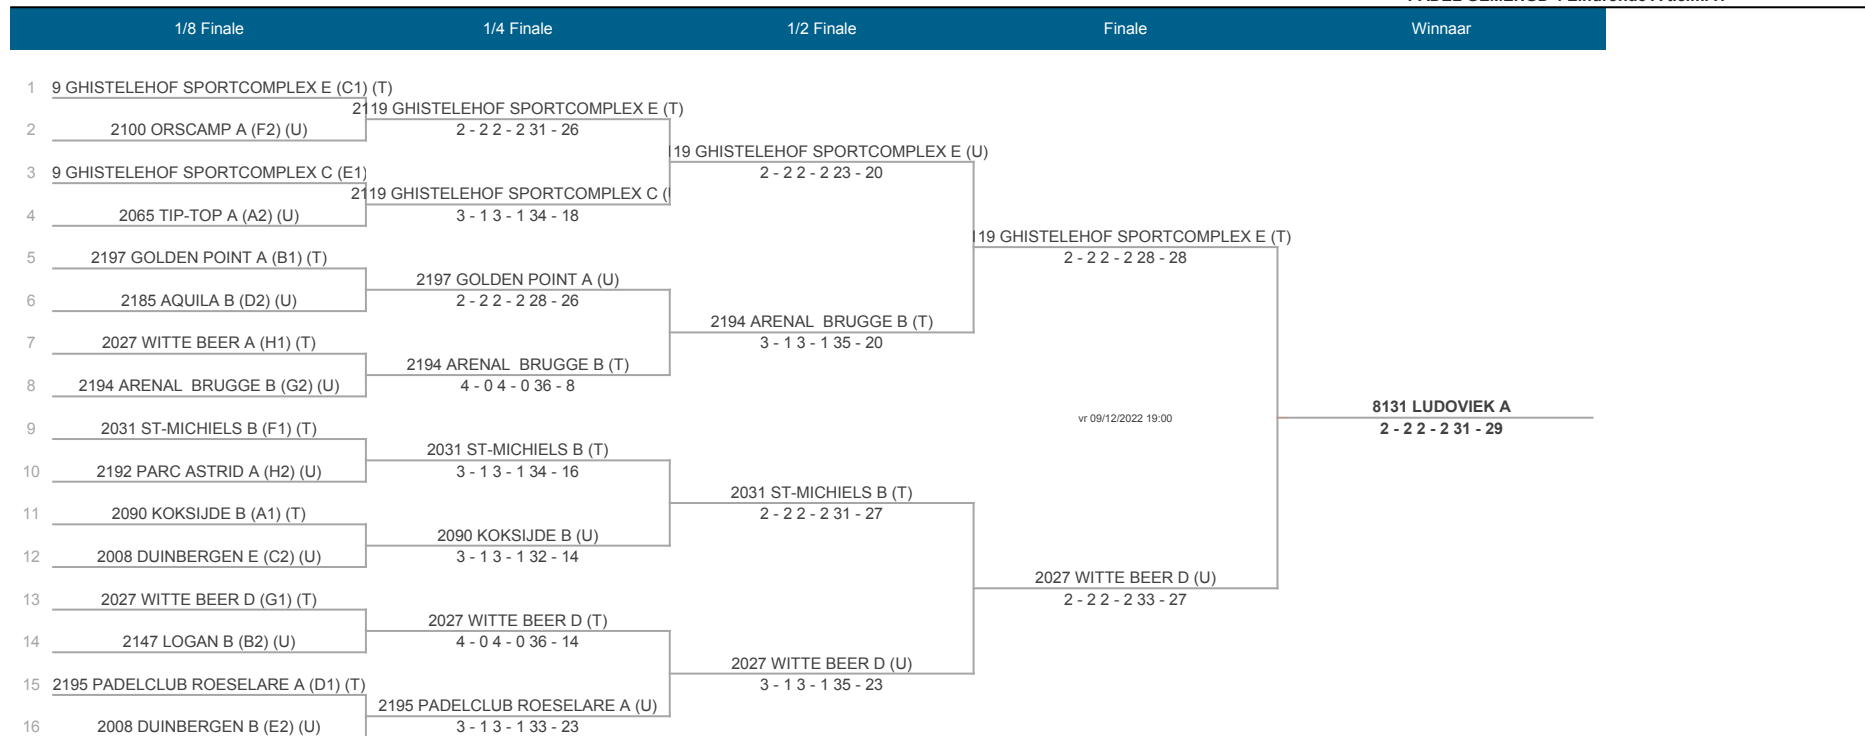 1/8 Finale 1/4 Finale 1/2 Finale Finale Winnaar
1 9 GHISTELEHOF SPORTCOMPLEX E (C1) (T)
2119 GHISTELEHOF SPORTCOMPLEX E (T)
2 2100 ORSCAMP A (F2) (U)
2 - 2 2 - 2 31 - 26
19 GHISTELEHOF SPORTCOMPLEX E (U)
3 9 GHISTELEHOF SPORTCOMPLEX C (E1)
2 - 2 2 - 2 23 - 20
2119 GHISTELEHOF SPORTCOMPLEX C (
4 2065 TIP-TOP A (A2) (U)
3 - 1 3 - 1 34 - 18
119 GHISTELEHOF SPORTCOMPLEX E (T)
5 2197 GOLDEN POINT A (B1) (T)
2 - 2 2 - 2 28 - 28
2197 GOLDEN POINT A (U)
6 2185 AQUILA B (D2) (U)
2 - 2 2 - 2 28 - 26
2194 ARENAL BRUGGE B (T)
7 2027 WITTE BEER A (H1) (T)
3 - 1 3 - 1 35 - 20
2194 ARENAL BRUGGE B (T)
8 2194 ARENAL BRUGGE B (G2) (U)
4 - 0 4 - 0 36 - 8
8131 LUDOVIEK A
vr 09/12/2022 19:00
9 2031 ST-MICHIELS B (F1) (T)
2 - 2 2 - 2 31 - 29
2031 ST-MICHIELS B (T)
10 2192 PARC ASTRID A (H2) (U)
3 - 1 3 - 1 34 - 16
2031 ST-MICHIELS B (T)
11 2090 KOKSIJDE B (A1) (T)
2 - 2 2 - 2 31 - 27
2090 KOKSIJDE B (U)
12 2008 DUINBERGEN E (C2) (U)
3 - 1 3 - 1 32 - 14
2027 WITTE BEER D (U)
13 2027 WITTE BEER D (G1) (T)
2 - 2 2 - 2 33 - 27
2027 WITTE BEER D (T)
14 2147 LOGAN B (B2) (U)
4 - 0 4 - 0 36 - 14
2027 WITTE BEER D (U)
15 2195 PADELCLUB ROESELARE A (D1) (T)
3 - 1 3 - 1 35 - 23
2195 PADELCLUB ROESELARE A (U)
16 2008 DUINBERGEN B (E2) (U)
3 - 1 3 - 1 33 - 23